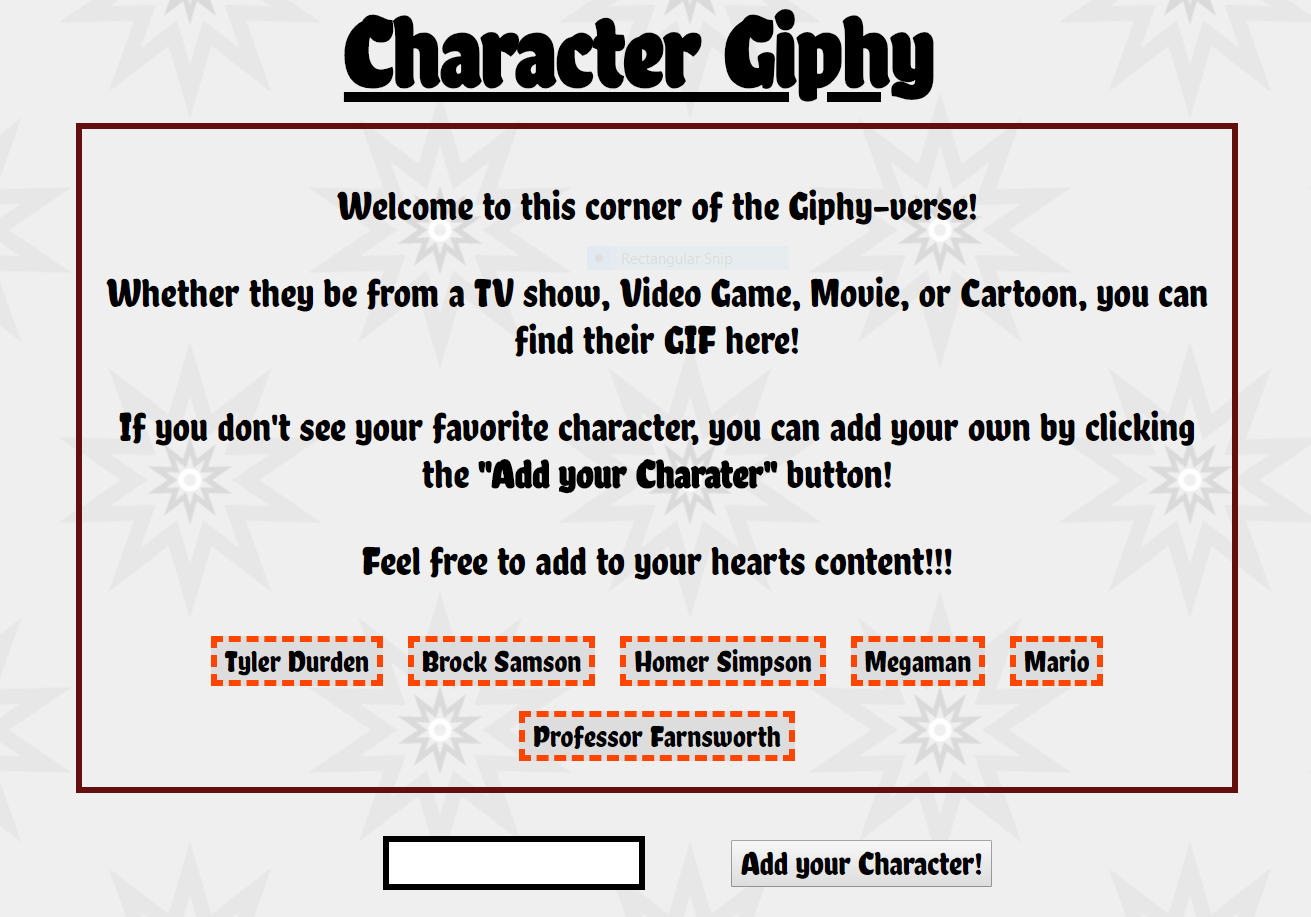 Character Giphy
Welcome to this corner of the Giphy-verse!
Rectangular Snip
Whether they be from a TV show, Video Game, Movie, or Cartoon, you can
find their GIF here!
If you don't see your favorite character, you can add your own by clicking
the "Add your Charater" button!
Feel free to add to your hearts content!!!
Tyler Durden Brock Samson Homer Simpson Megaman Mario
Professor Farnsworth
Add your Character!